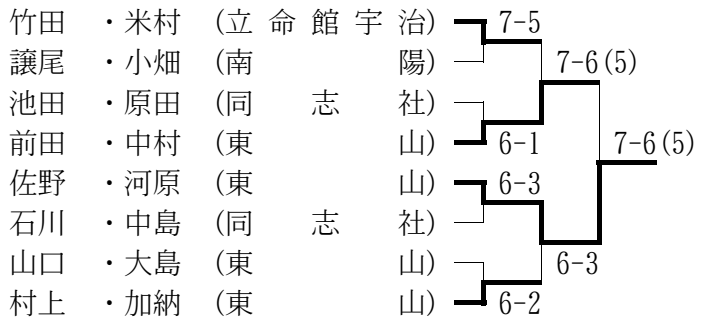 竹田 ・米村 (立 命 館 宇 治) 7-5
譲尾 ・小畑 (南 陽) 7-6(5)
池田 ・原田 (同 志 社)
前田 ・中村 (東 山) 6-1 7-6(5)
佐野 ・河原 (東 山) 6-3
石川 ・中島 (同 志 社)
山口 ・大島 (東 山) 6-3
村上 ・加納 (東 山) 6-2